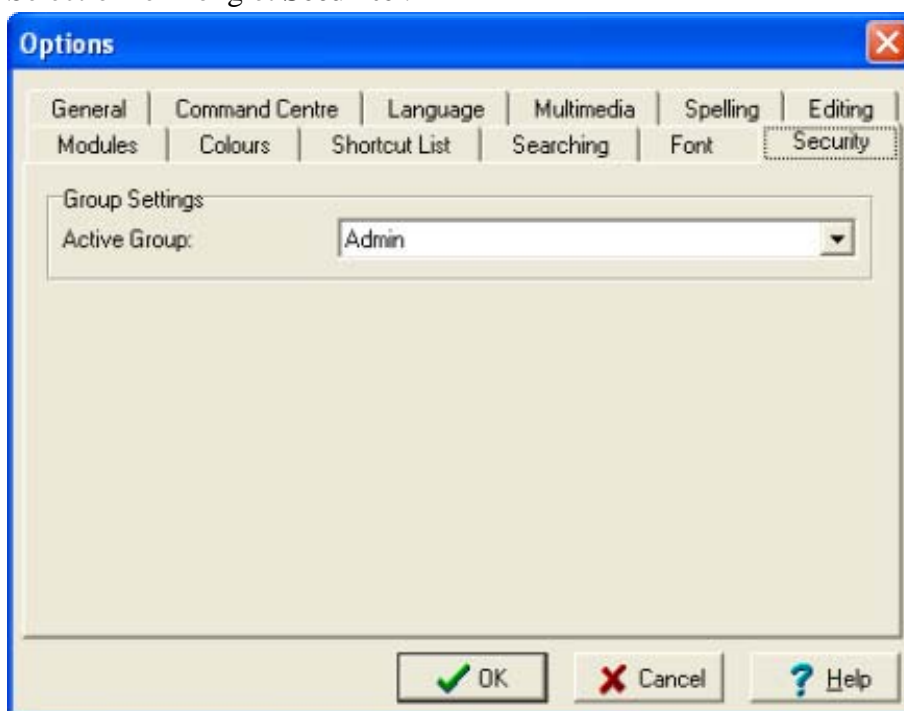 Options
General Command Centre Language Multimedia Spelling Editing
Modules Colours Shortcut List Searching Font Security
Group Settings
Active Group: Admin
OK Cancel ? Help